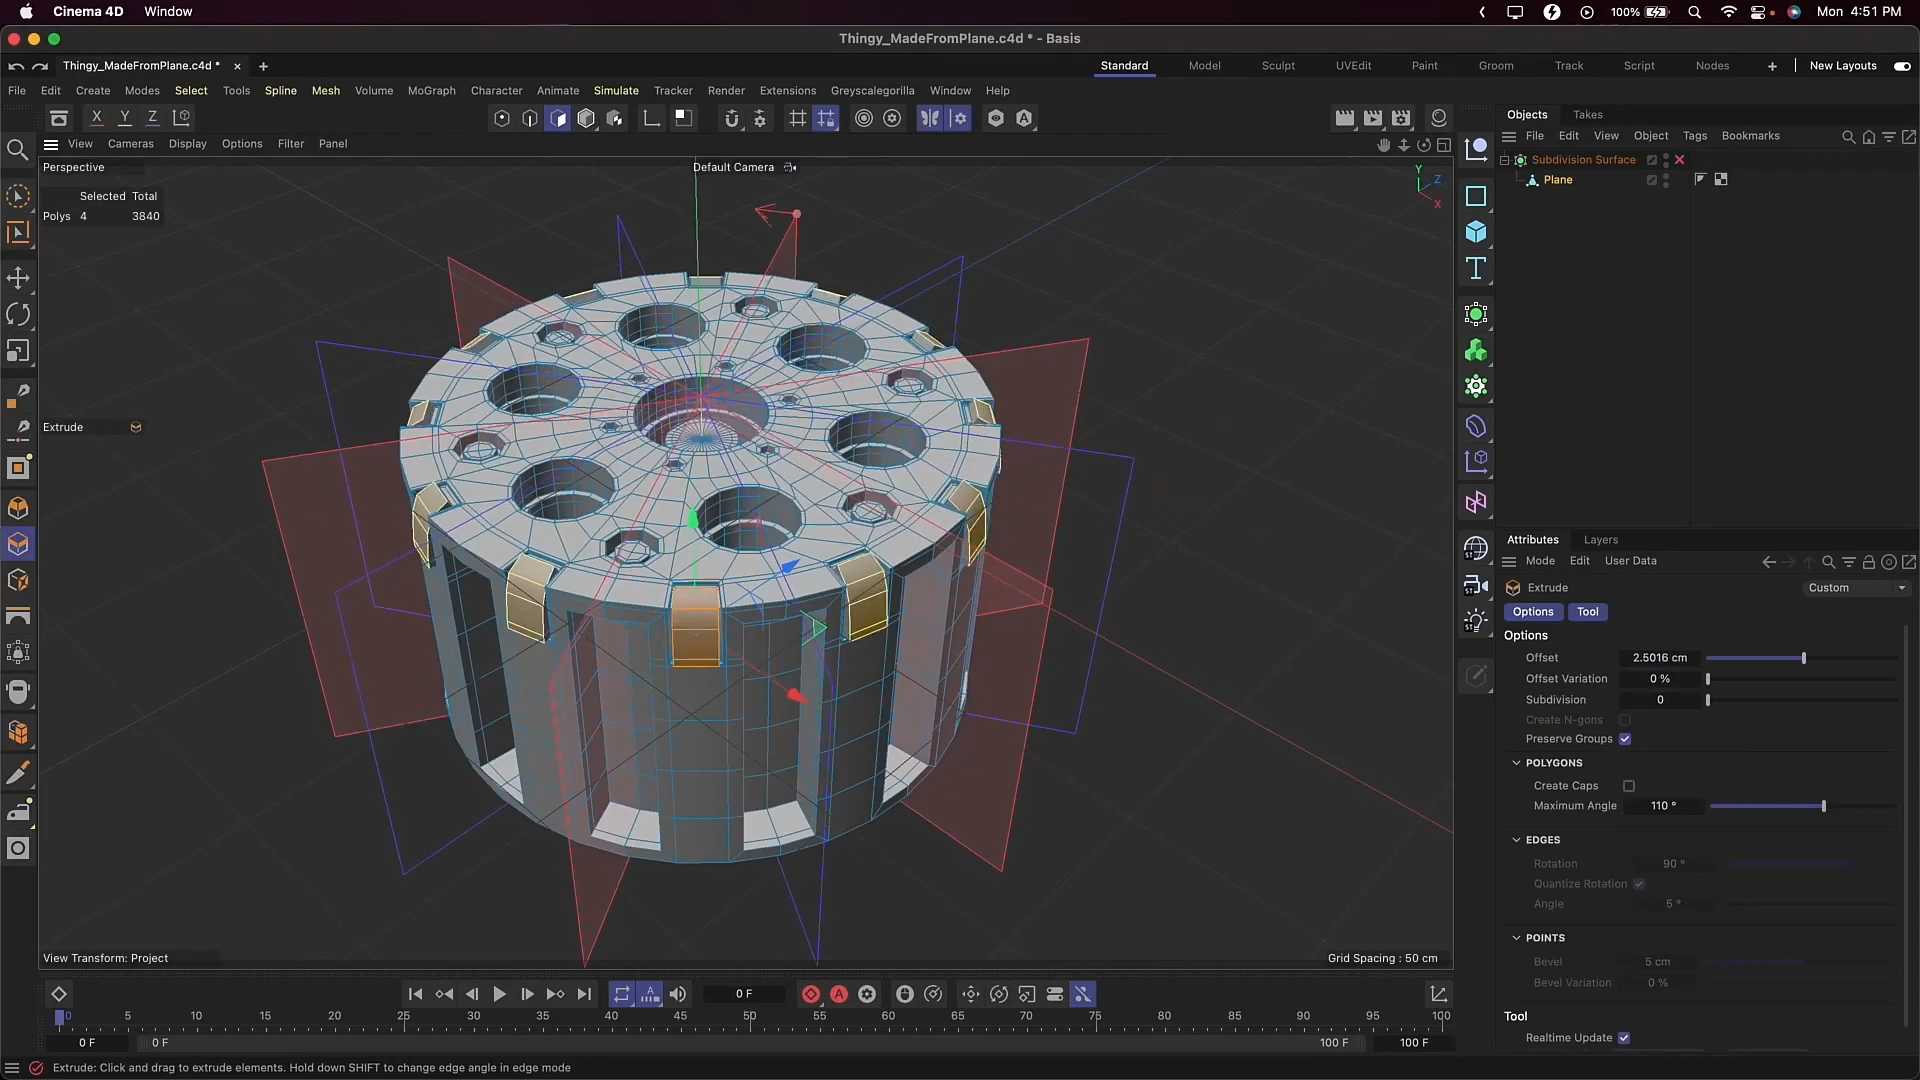 Cinema 4D Window
100% Mon 4:51 PM
Thingy_MadeFromPlane.c4d * - Basis
Thingy_MadeFromPlane.c4d * × +
Standard Model Sculpt UVEdit Paint Groom Track Script Nodes + New Layouts
File Edit Create Modes Select Tools Spline Mesh Volume MoGraph Character Animate Simulate Tracker Render Extensions Greyscalegorilla Window Help
X Y Z
View Cameras Display Options Filter Panel
Perspective
Default Camera
Selected Total
Polys 4 3840
Y
Z
X
Extrude
View Transform: Project
Grid Spacing : 50 cm
Objects Takes
File Edit View Object Tags Bookmarks
Subdivision Surface
Plane
Attributes Layers
Mode Edit User Data
Extrude Custom
Options Tool
Options
Offset 2.5016 cm
Offset Variation 0 %
Subdivision 0
Create N-gons
Preserve Groups
POLYGONS
Create Caps
Maximum Angle 110 °
EDGES
Rotation 90 °
Quantize Rotation
Angle 5 °
POINTS
Bevel 5 cm
Bevel Variation 0 %
Tool
Realtime Update
0 F
0 5 10 15 20 25 30 35 40 45 50 55 60 65 70 75 80 85 90 95 100
0 F 0 F 100 F 100 F
Extrude: Click and drag to extrude elements. Hold down SHIFT to change edge angle in edge mode